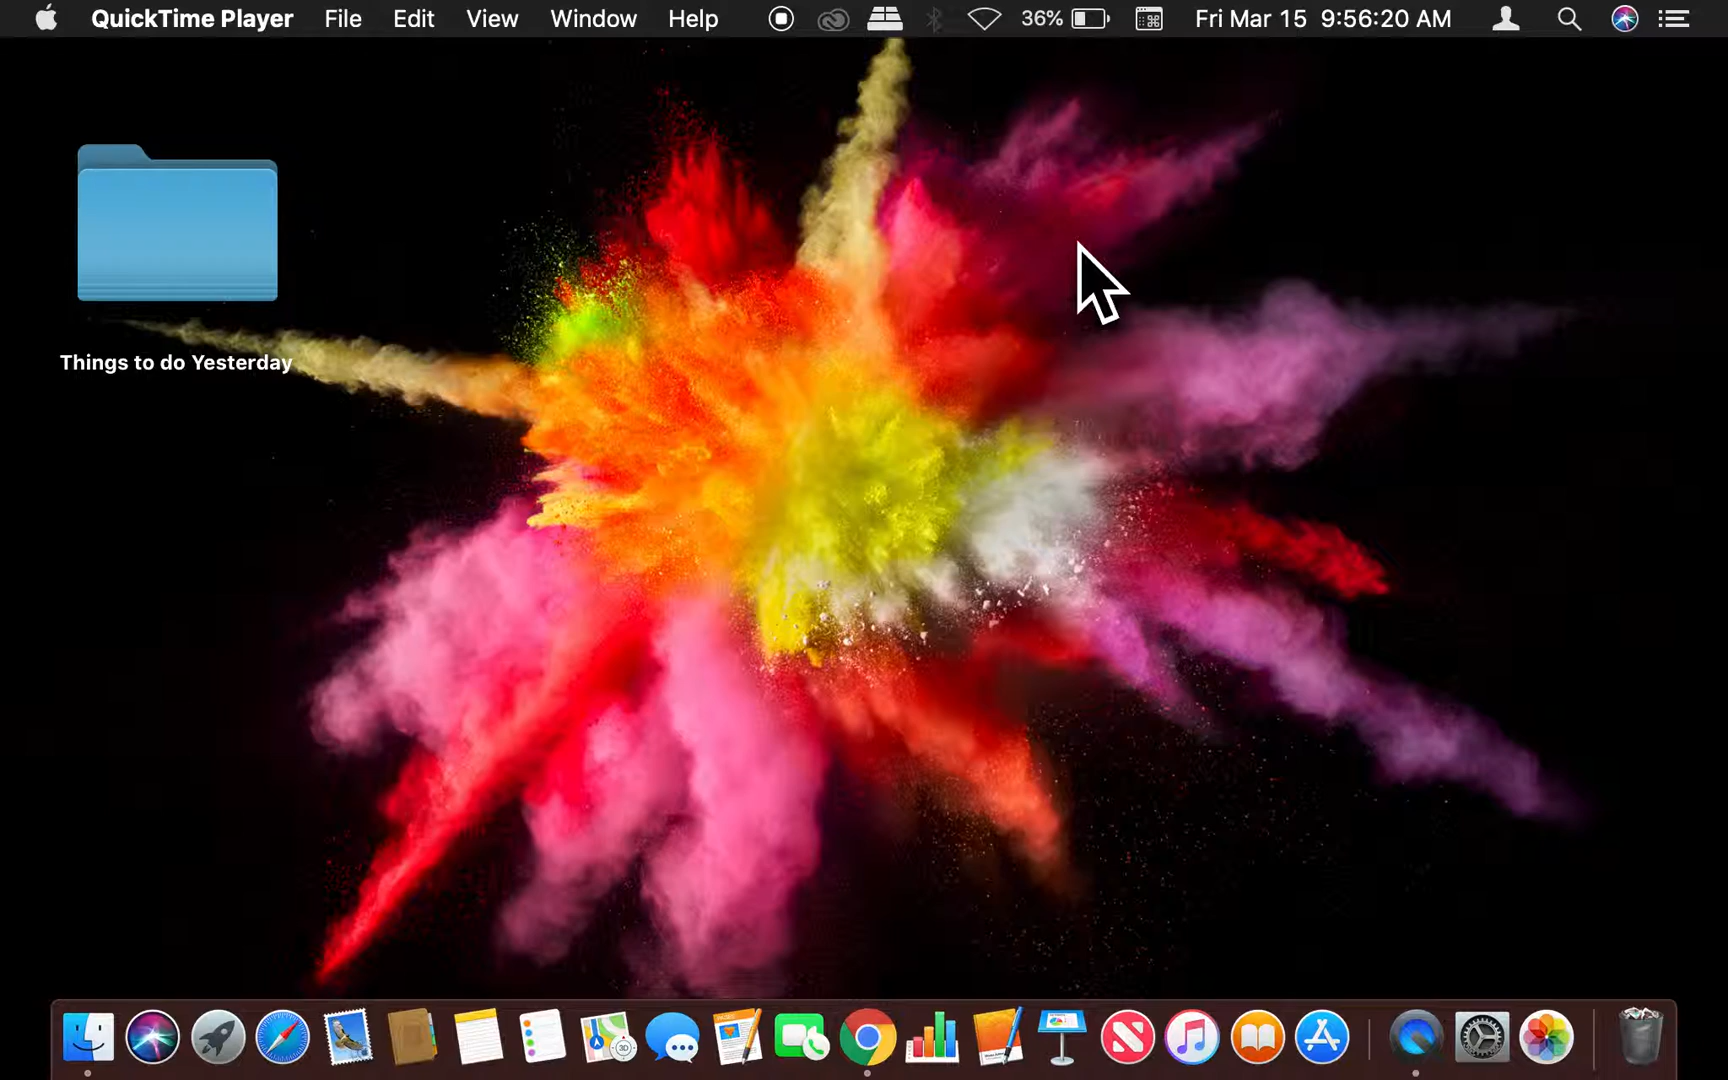 QuickTime Player File Edit View Window Help 36% Fri Mar 15 9:56:20 AM
Things to do Yesterday